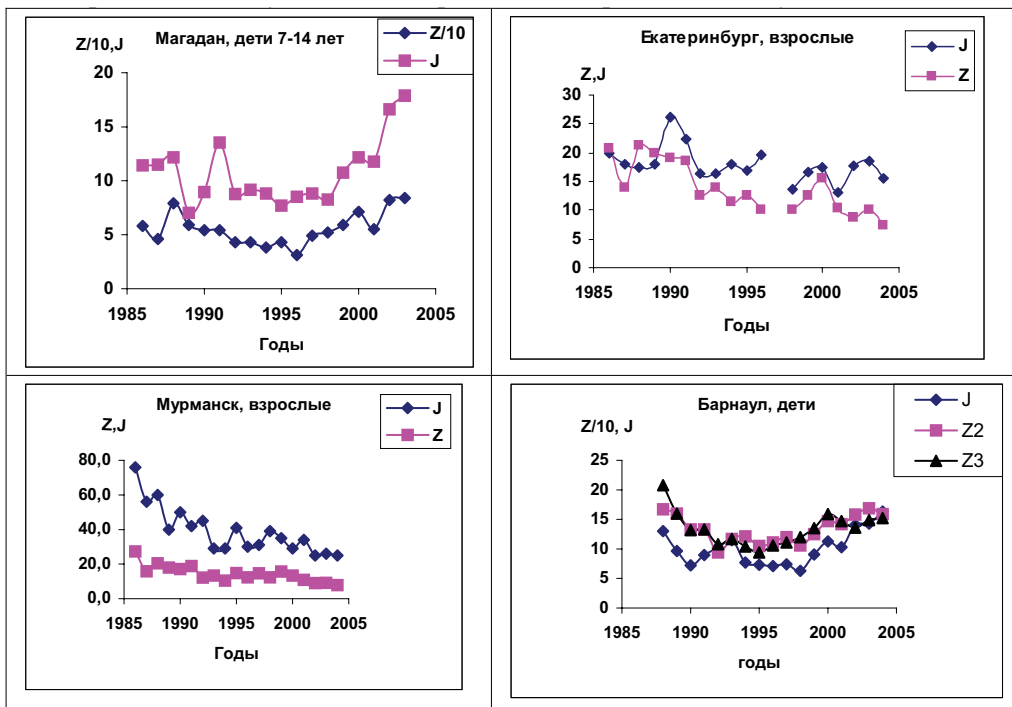 Магадан, дети 7-14 лет
Z/10,J
Z/10
J
20
15
10
5
0
1985 1990 1995 2000 2005
Годы
Екатеринбург, взрослые
Z,J
J
Z
30
25
20
15
10
5
0
1985 1990 1995 2000 2005
Годы
Мурманск, взрослые
Z,J
J
Z
80,0
60,0
40,0
20,0
0,0
1985 1990 1995 2000 2005
Годы
Барнаул, дети
Z/10, J
J
Z2
Z3
25
20
15
10
5
0
1985 1990 1995 2000 2005
годы